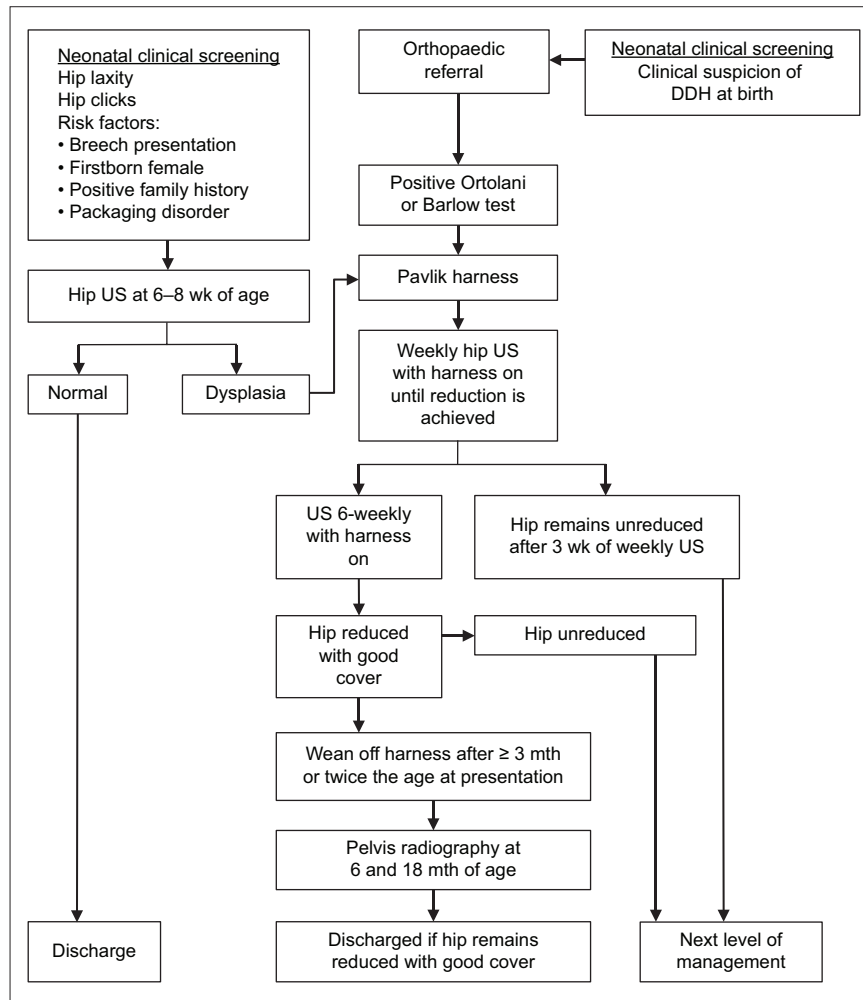 Neonatal clinical screening
Hip laxity
Hip clicks
Risk factors:
• Breech presentation
• Firstborn female
• Positive family history
• Packaging disorder
Orthopaedic
referral
Neonatal clinical screening
Clinical suspicion of
DDH at birth
Positive Ortolani
or Barlow test
Hip US at 6–8 wk of age
Pavlik harness
Normal
Dysplasia
Weekly hip US
with harness on
until reduction is
achieved
US 6-weekly
with harness
on
Hip remains unreduced
after 3 wk of weekly US
Hip reduced
with good
cover
Hip unreduced
Wean off harness after ≥ 3 mth
or twice the age at presentation
Pelvis radiography at
6 and 18 mth of age
Discharge
Discharged if hip remains
reduced with good cover
Next level of
management